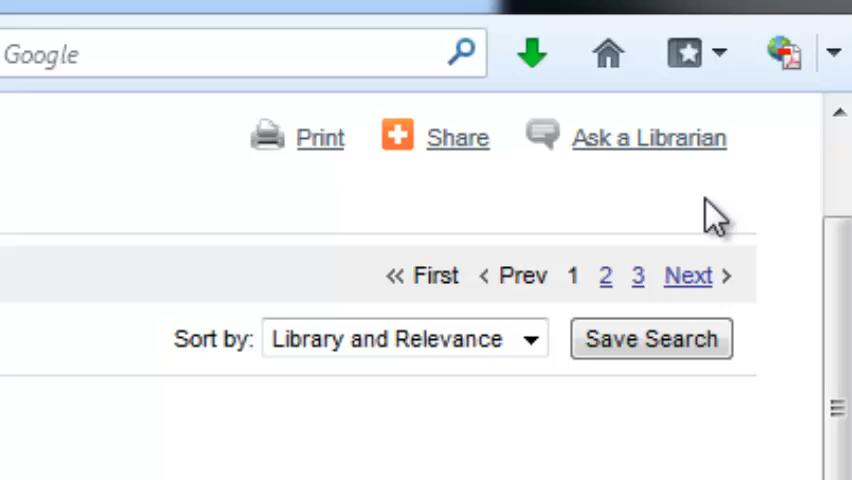 Google
Print Share Ask a Librarian
« First ‹ Prev 1 2 3 Next ›
Sort by: Library and Relevance Save Search